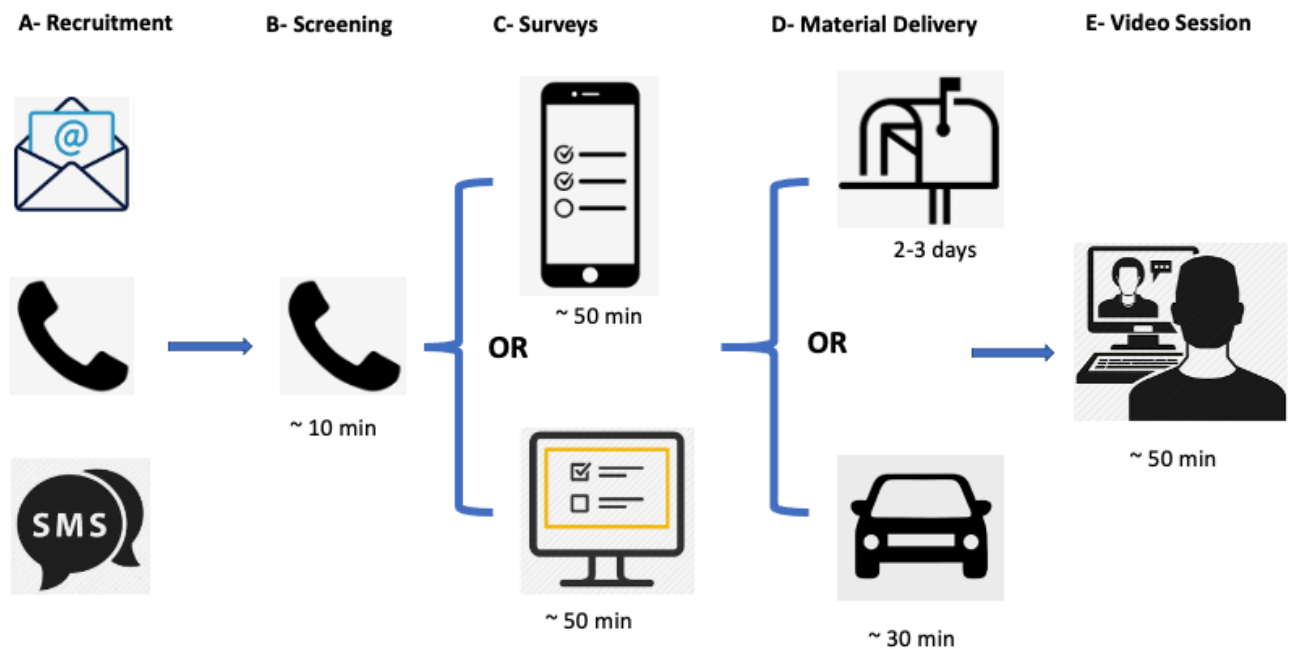 A- Recruitment
B- Screening
C- Surveys
D- Material Delivery
E- Video Session
@
SMS
~ 10 min
~ 50 min
OR
~ 50 min
2-3 days
OR
~ 30 min
~ 50 min